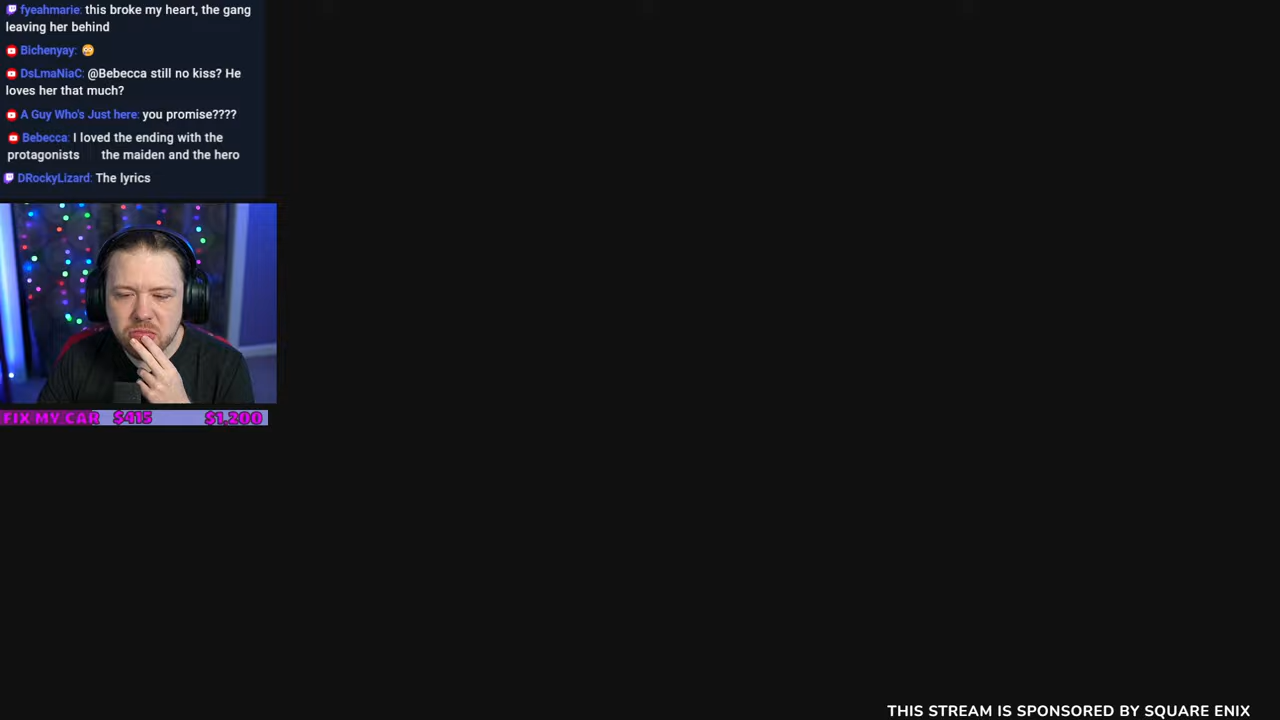 fyeahmarie: this broke my heart, the gang
leaving her behind
Bichenyay: 😳
DsLmaNiaC: @Bebecca still no kiss? He
loves her that much?
A Guy Who's Just here: you promise????
Bebecca: I loved the ending with the
protagonists the maiden and the hero
DRockyLizard: The lyrics
FIX MY CAR $415 $1,200
THIS STREAM IS SPONSORED BY SQUARE ENIX